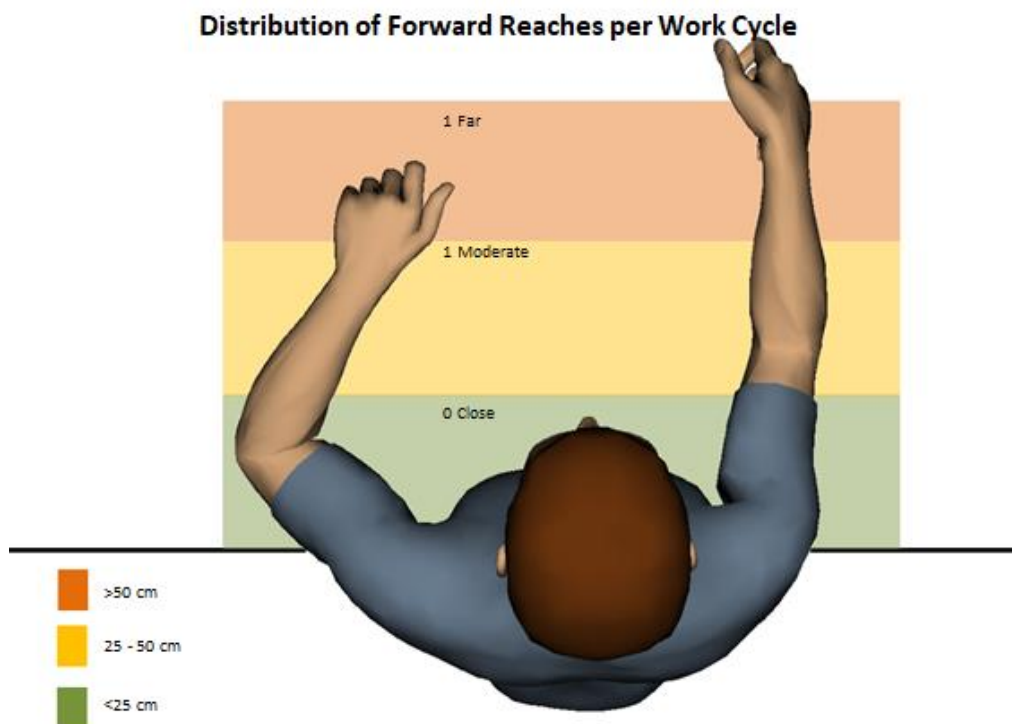 Distribution of Forward Reaches per Work Cycle
1 Far
1 Moderate
0 Close
>50 cm
25 - 50 cm
<25 cm